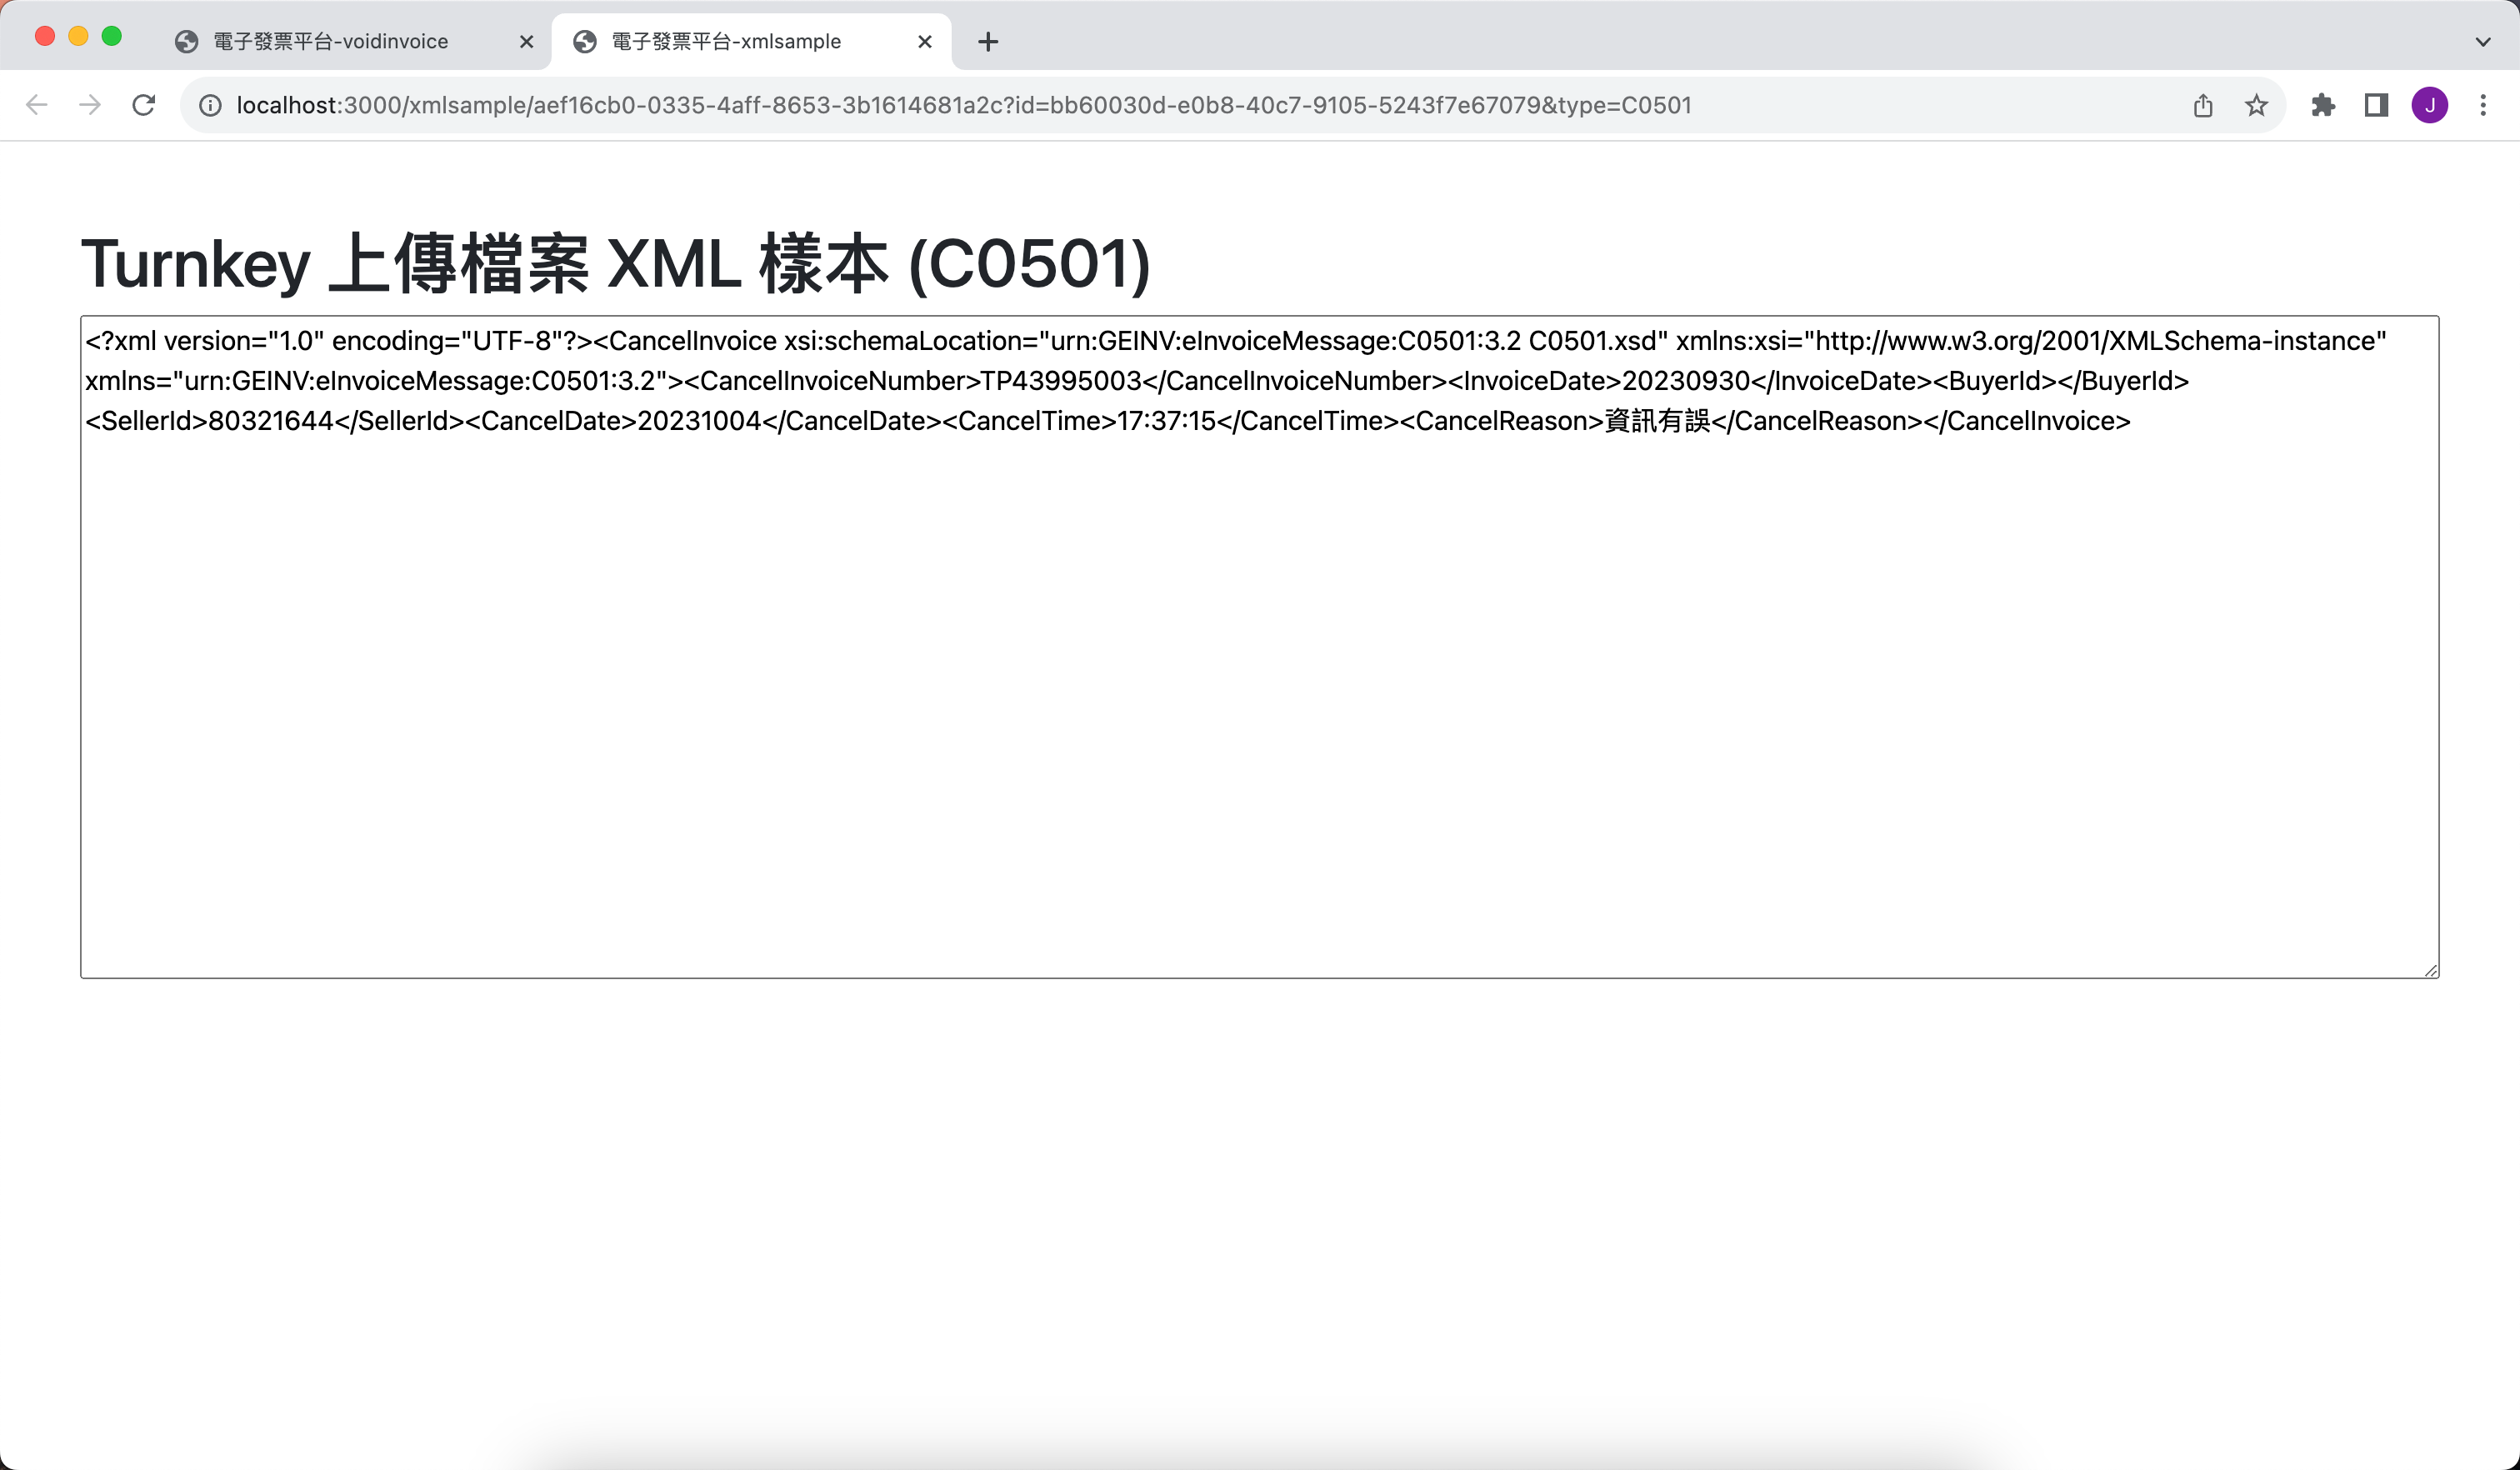 電子發票平台-voidinvoice
電子發票平台-xmlsample
localhost:3000/xmlsample/aef16cb0-0335-4aff-8653-3b1614681a2c?id=bb60030d-e0b8-40c7-9105-5243f7e67079&type=C0501
J
Turnkey 上傳檔案 XML 樣本 (C0501)
<?xml version="1.0" encoding="UTF-8"?><CancelInvoice xsi:schemaLocation="urn:GEINV:eInvoiceMessage:C0501:3.2 C0501.xsd" xmlns:xsi="http://www.w3.org/2001/XMLSchema-instance"
xmlns="urn:GEINV:eInvoiceMessage:C0501:3.2"><CancelInvoiceNumber>TP43995003</CancelInvoiceNumber><InvoiceDate>20230930</InvoiceDate><BuyerId></BuyerId>
<SellerId>80321644</SellerId><CancelDate>20231004</CancelDate><CancelTime>17:37:15</CancelTime><CancelReason>資訊有誤</CancelReason></CancelInvoice>